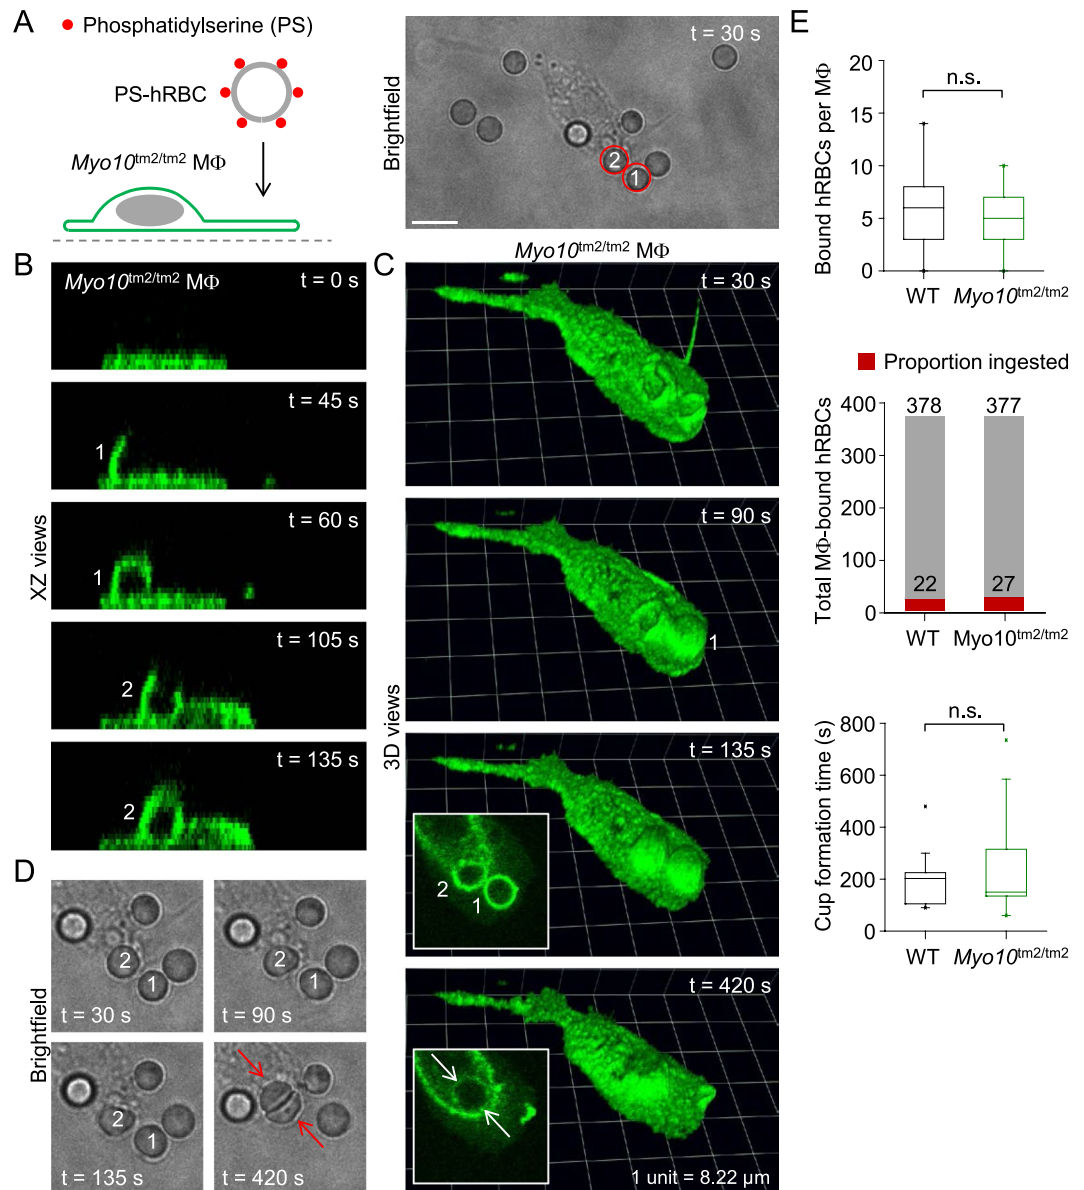 A
Phosphatidylserine (PS)
PS-hRBC
Myo10tm2/tm2 MΦ
Brightfield
t = 30 s
2
1
B
Myo10tm2/tm2 MΦ
XZ views
t = 0 s
t = 45 s
1
t = 60 s
1
t = 105 s
2
t = 135 s
2
C
Myo10tm2/tm2 MΦ
3D views
t = 30 s
t = 90 s
1
t = 135 s
2
1
t = 420 s
1 unit = 8.22 µm
D
Brightfield
2
1
t = 30 s
2
1
t = 90 s
2
1
t = 135 s
t = 420 s
E
Bound hRBCs per MΦ
20
15
10
5
0
n.s.
WT
Myo10tm2/tm2
Proportion ingested
Total MΦ-bound hRBCs
400
300
200
100
0
378
377
22
27
WT
Myo10tm2/tm2
Cup formation time (s)
800
600
400
200
0
n.s.
WT
Myo10tm2/tm2